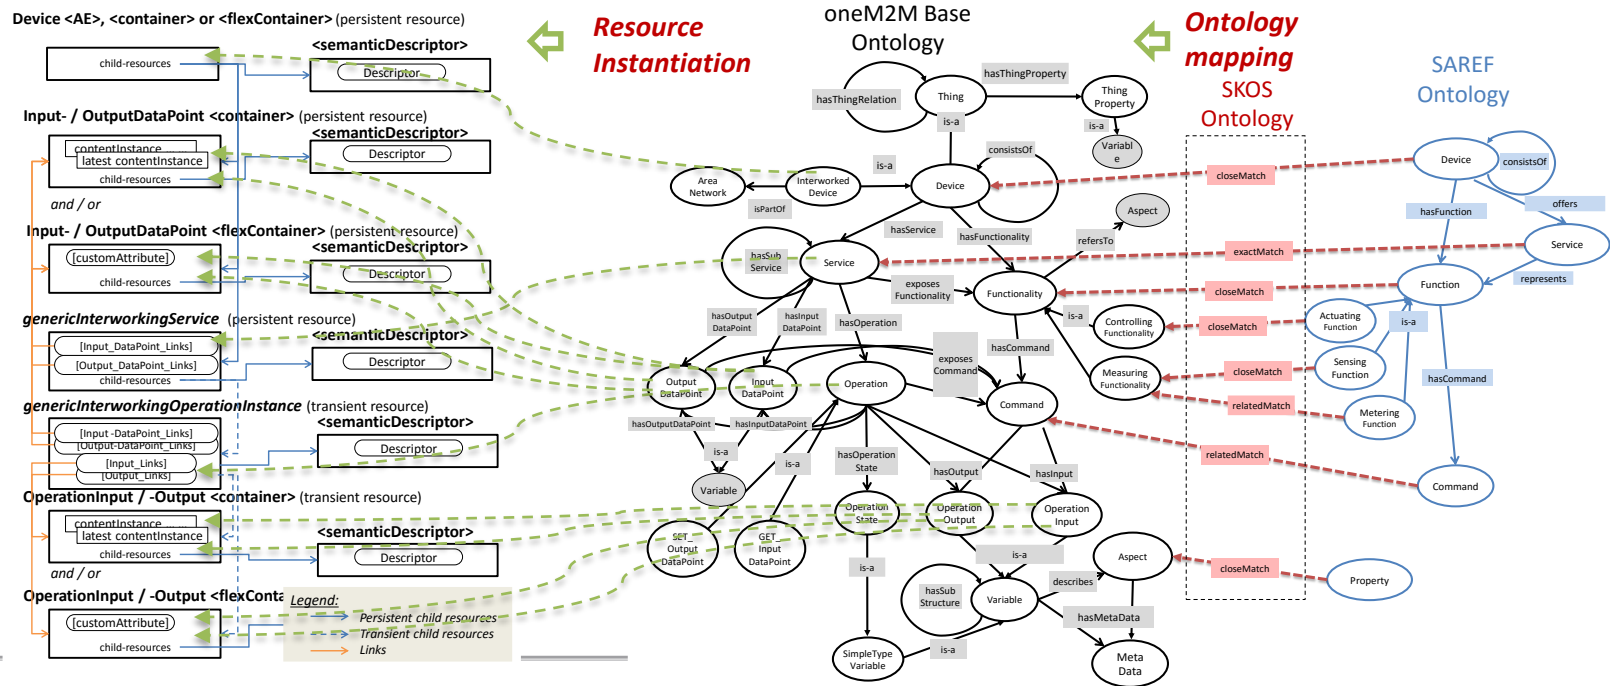 Device <AE>, <container> or <flexContainer> (persistent resource)
<semanticDescriptor>
child-resources
Descriptor
Input- / OutputDataPoint <container> (persistent resource)
<semanticDescriptor>
contentInstance
latest contentInstance
child-resources
Descriptor
and / or
Input- / OutputDataPoint <flexContainer> (persistent resource)
<semanticDescriptor>
[customAttribute]
child-resources
Descriptor
genericInterworkingService (persistent resource)
<semanticDescriptor>
[Input_DataPoint_Links]
[Output_DataPoint_Links]
child-resources
Descriptor
genericInterworkingOperationInstance (transient resource)
<semanticDescriptor>
[Input-DataPoint_Links]
[Output-DataPoint_Links]
[Input_Links]
[Output_Links]
Descriptor
OperationInput / -Output <container> (transient resource)
<semanticDescriptor>
contentInstance ... ...
latest contentInstance
child-resources
Descriptor
and / or
OperationInput / -Output <flexConta
[customAttribute]
child-resources
Legend:
Persistent child resources
Transient child resources
Links
Resource
Instantiation
oneM2M Base
Ontology
Ontology
mapping
SKOS
Ontology
SAREF
Ontology
hasThingProperty
hasThingRelation
Thing
Thing
Property
is-a
is-a
Variabl
e
consistsOf
is-a
Area
Network
Interworked
Device
Device
isPartOf
Aspect
hasService
hasFunctionality
refersTo
hasSub
Service
Service
exposes
Functionality
Functionality
hasOutput
DataPoint
hasInput
DataPoint
hasOperation
is-a
Controlling
Functionality
hasCommand
exposes
Command
Output
DataPoint
Input
DataPoint
Operation
Measuring
Functionality
Command
hasOutputDataPoint
hasInputDataPoint
is-a
is-a
hasOperation
State
hasOutput
hasInput
Variable
Operation
State
Operation
Output
Operation
Input
SET_
Output
DataPoint
GET_
Input
DataPoint
is-a
is-a
Aspect
hasSub
Structure
Variable
describes
hasMetaData
SimpleType
Variable
is-a
Meta
Data
closeMatch
exactMatch
closeMatch
closeMatch
closeMatch
relatedMatch
relatedMatch
closeMatch
Device
consistsOf
hasFunction
offers
Service
Function
represents
Actuating
Function
is-a
Sensing
Function
hasCommand
Metering
Function
Command
Property